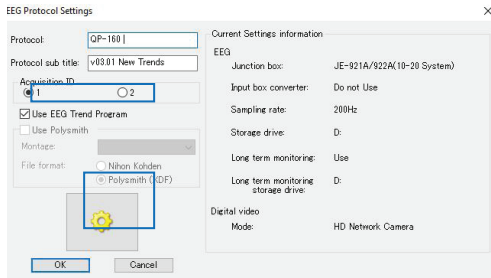 EEG Protocol Settings
Protocol: QP-160
Protocol sub title: v03.01 New Trends
Acquisition ID
1 2
Use EEG Trend Program
Use Polysmith
Montage:
File format: Nihon Kohden
Polysmith (KDF)
OK Cancel
Current Settings information
EEG
Junction box: JE-921A/922A(10-20 System)
Input box converter: Do not Use
Sampling rate: 200Hz
Storage drive: D:
Long term monitoring: Use
Long term monitoring D:
storage drive:
Digital video
Mode: HD Network Camera